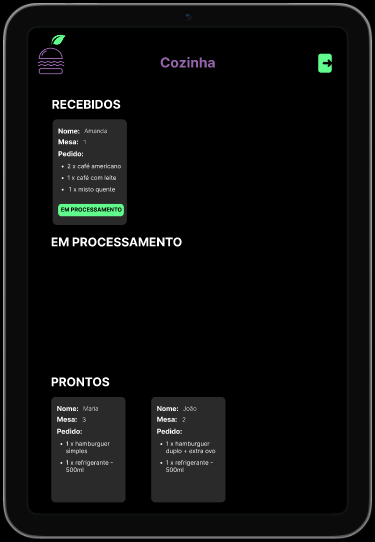 Cozinha
RECEBIDOS
Nome: Amanda
Mesa: 1
Pedido:
• 2 x café americano
• 1 x café com leite
• 1 x misto quente
EM PROCESSAMENTO
EM PROCESSAMENTO
PRONTOS
Nome: Maria
Mesa: 3
Pedido:
• 1 x hamburguer
simples
• 1 x refrigerante -
500ml
Nome: João
Mesa: 2
Pedido:
• 1 x hamburguer
duplo + extra ovo
• 1 x refrigerante -
500ml